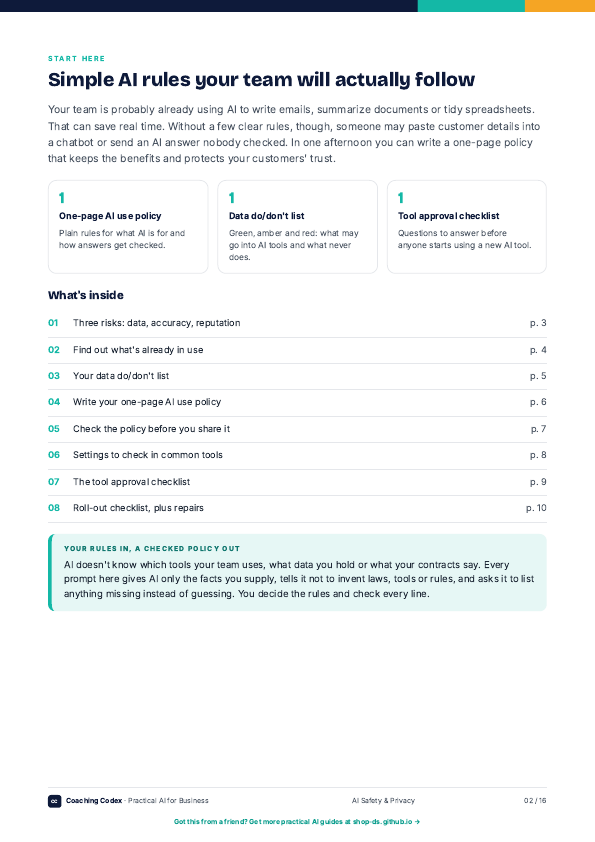 START HERE
Simple AI rules your team will actually follow
Your team is probably already using AI to write emails, summarize documents or tidy spreadsheets.
That can save real time. Without a few clear rules, though, someone may paste customer details into
a chatbot or send an AI answer nobody checked. In one afternoon you can write a one-page policy
that keeps the benefits and protects your customers' trust.
1
One-page AI use policy
Plain rules for what AI is for and
how answers get checked.
1
Data do/don't list
Green, amber and red: what may
go into AI tools and what never
does.
1
Tool approval checklist
Questions to answer before
anyone starts using a new AI tool.
What's inside
01 Three risks: data, accuracy, reputation p. 3
02 Find out what's already in use p. 4
03 Your data do/don't list p. 5
04 Write your one-page AI use policy p. 6
05 Check the policy before you share it p. 7
06 Settings to check in common tools p. 8
07 The tool approval checklist p. 9
08 Roll-out checklist, plus repairs p. 10
YOUR RULES IN, A CHECKED POLICY OUT
AI doesn't know which tools your team uses, what data you hold or what your contracts say. Every
prompt here gives AI only the facts you supply, tells it not to invent laws, tools or rules, and asks it to list
anything missing instead of guessing. You decide the rules and check every line.
cc Coaching Codex · Practical AI for Business AI Safety & Privacy 02 / 16
Got this from a friend? Get more practical AI guides at shop-ds.github.io →